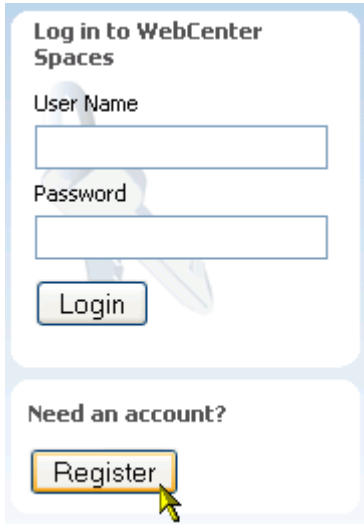 Log in to WebCenter
Spaces
User Name
Password
Login
Need an account?
Register